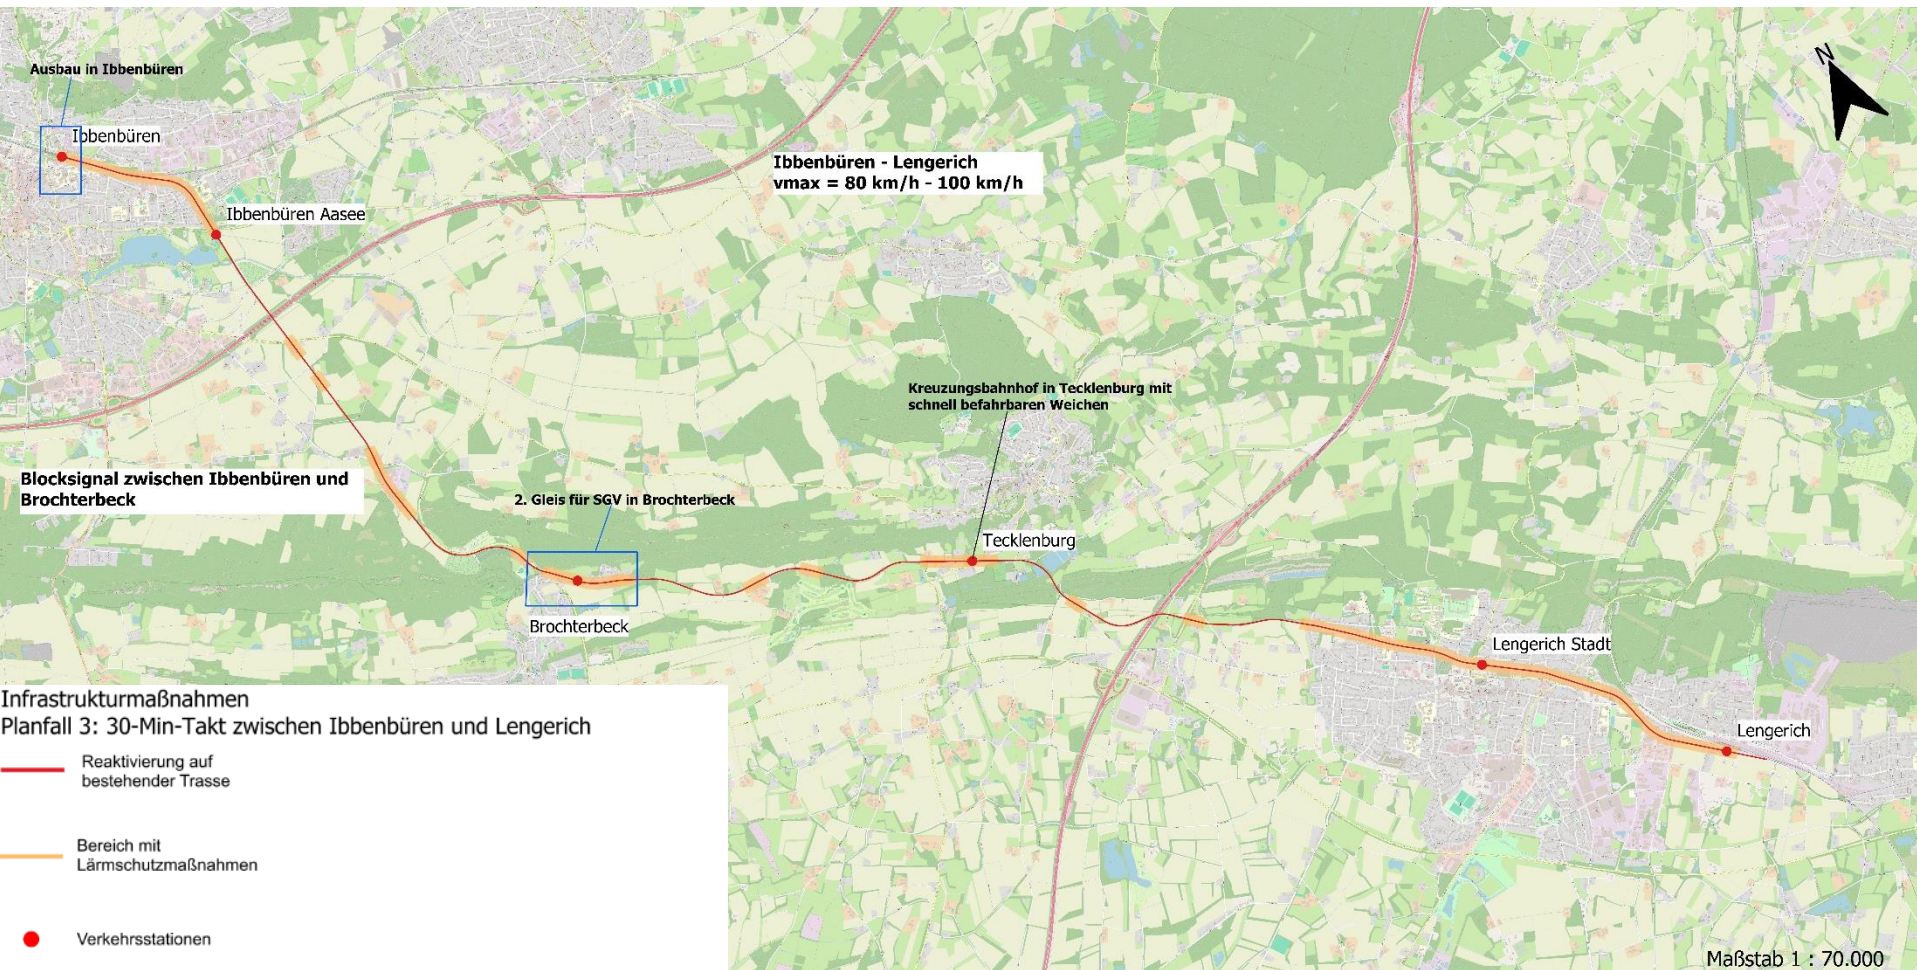 N
Ausbau in Ibbenbüren
Ibbenbüren
Ibbenbüren - Lengerich
vmax = 80 km/h - 100 km/h
Ibbenbüren Aasee
Kreuzungsbahnhof in Tecklenburg mit
schnell befahrbaren Weichen
Blocksignal zwischen Ibbenbüren und
Brochterbeck
2. Gleis für SGV in Brochterbeck
Tecklenburg
Brochterbeck
Lengerich Stadt
Lengerich
Infrastrukturmaßnahmen
Planfall 3: 30-Min-Takt zwischen Ibbenbüren und Lengerich
Reaktivierung auf
bestehender Trasse
Bereich mit
Lärmschutzmaßnahmen
Verkehrsstationen
Maßstab 1 : 70.000